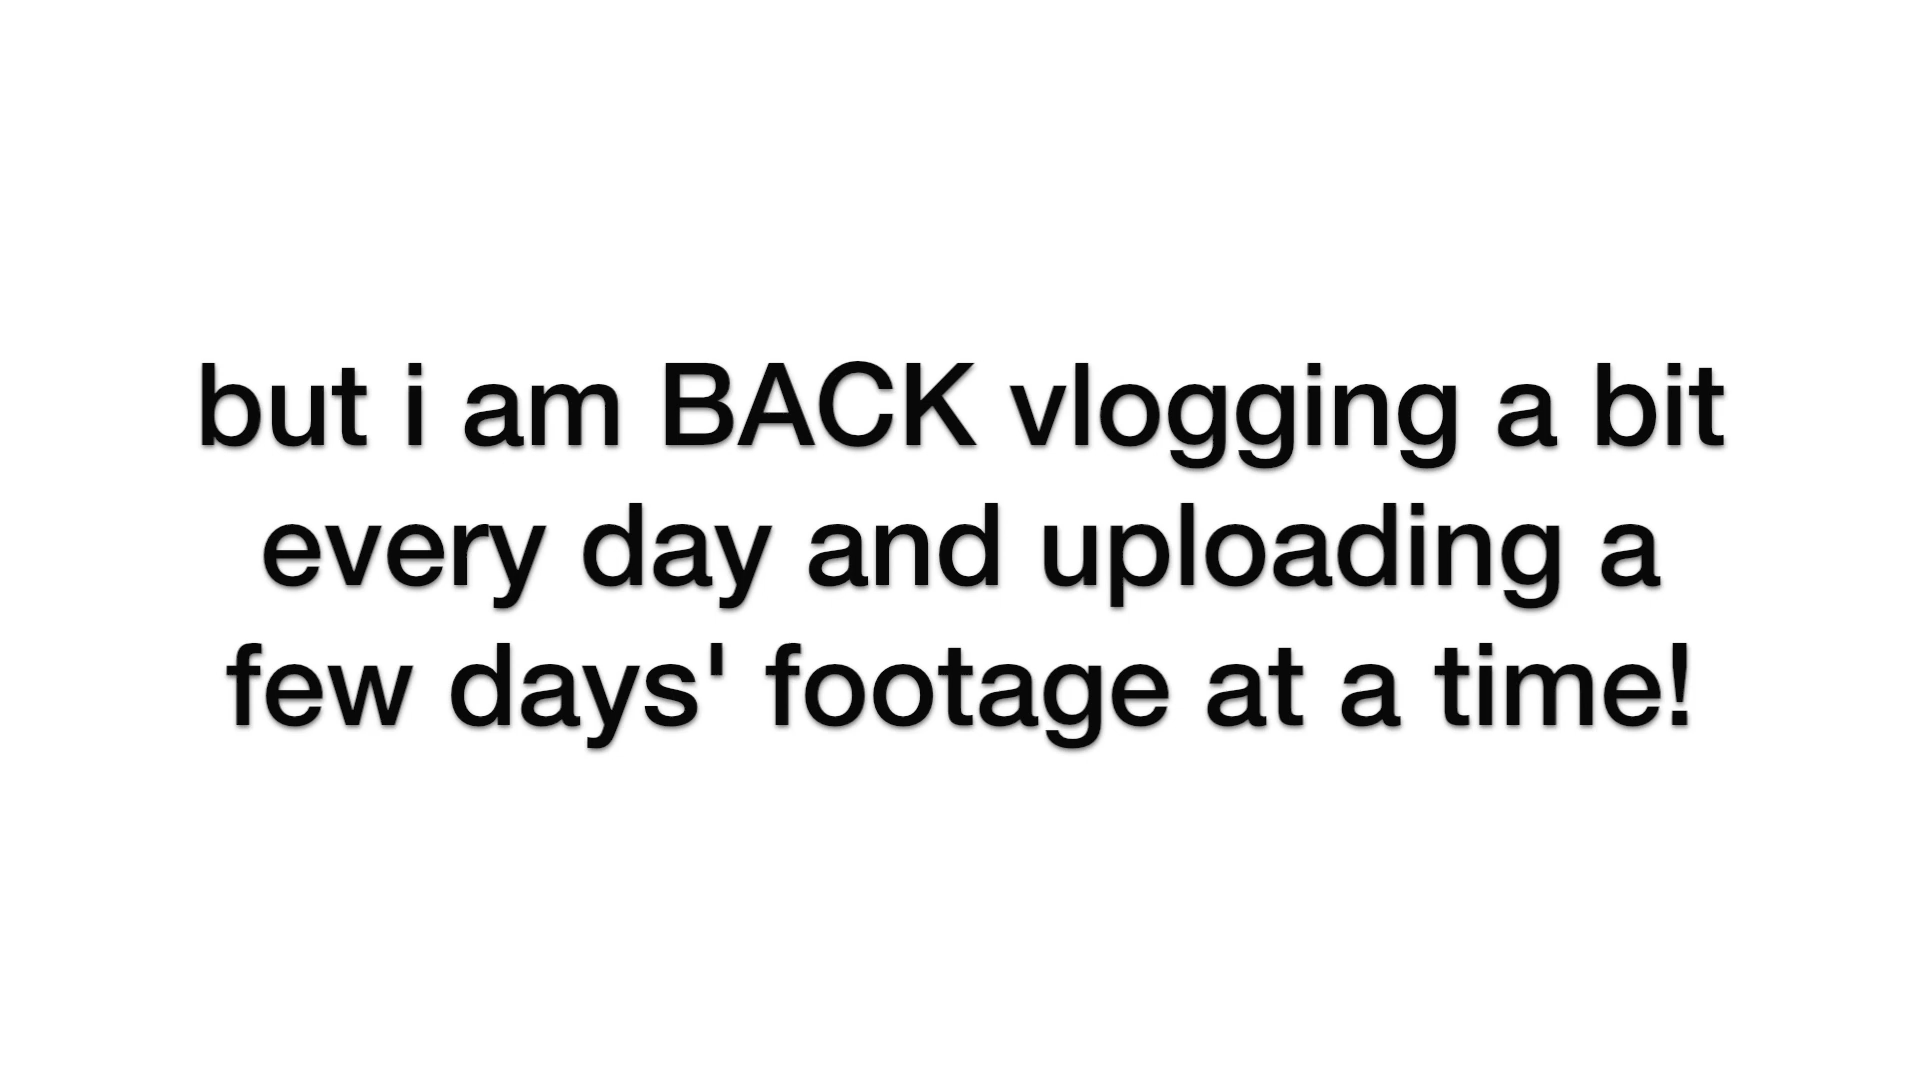 but i am BACK vlogging a bit
every day and uploading a
few days' footage at a time!